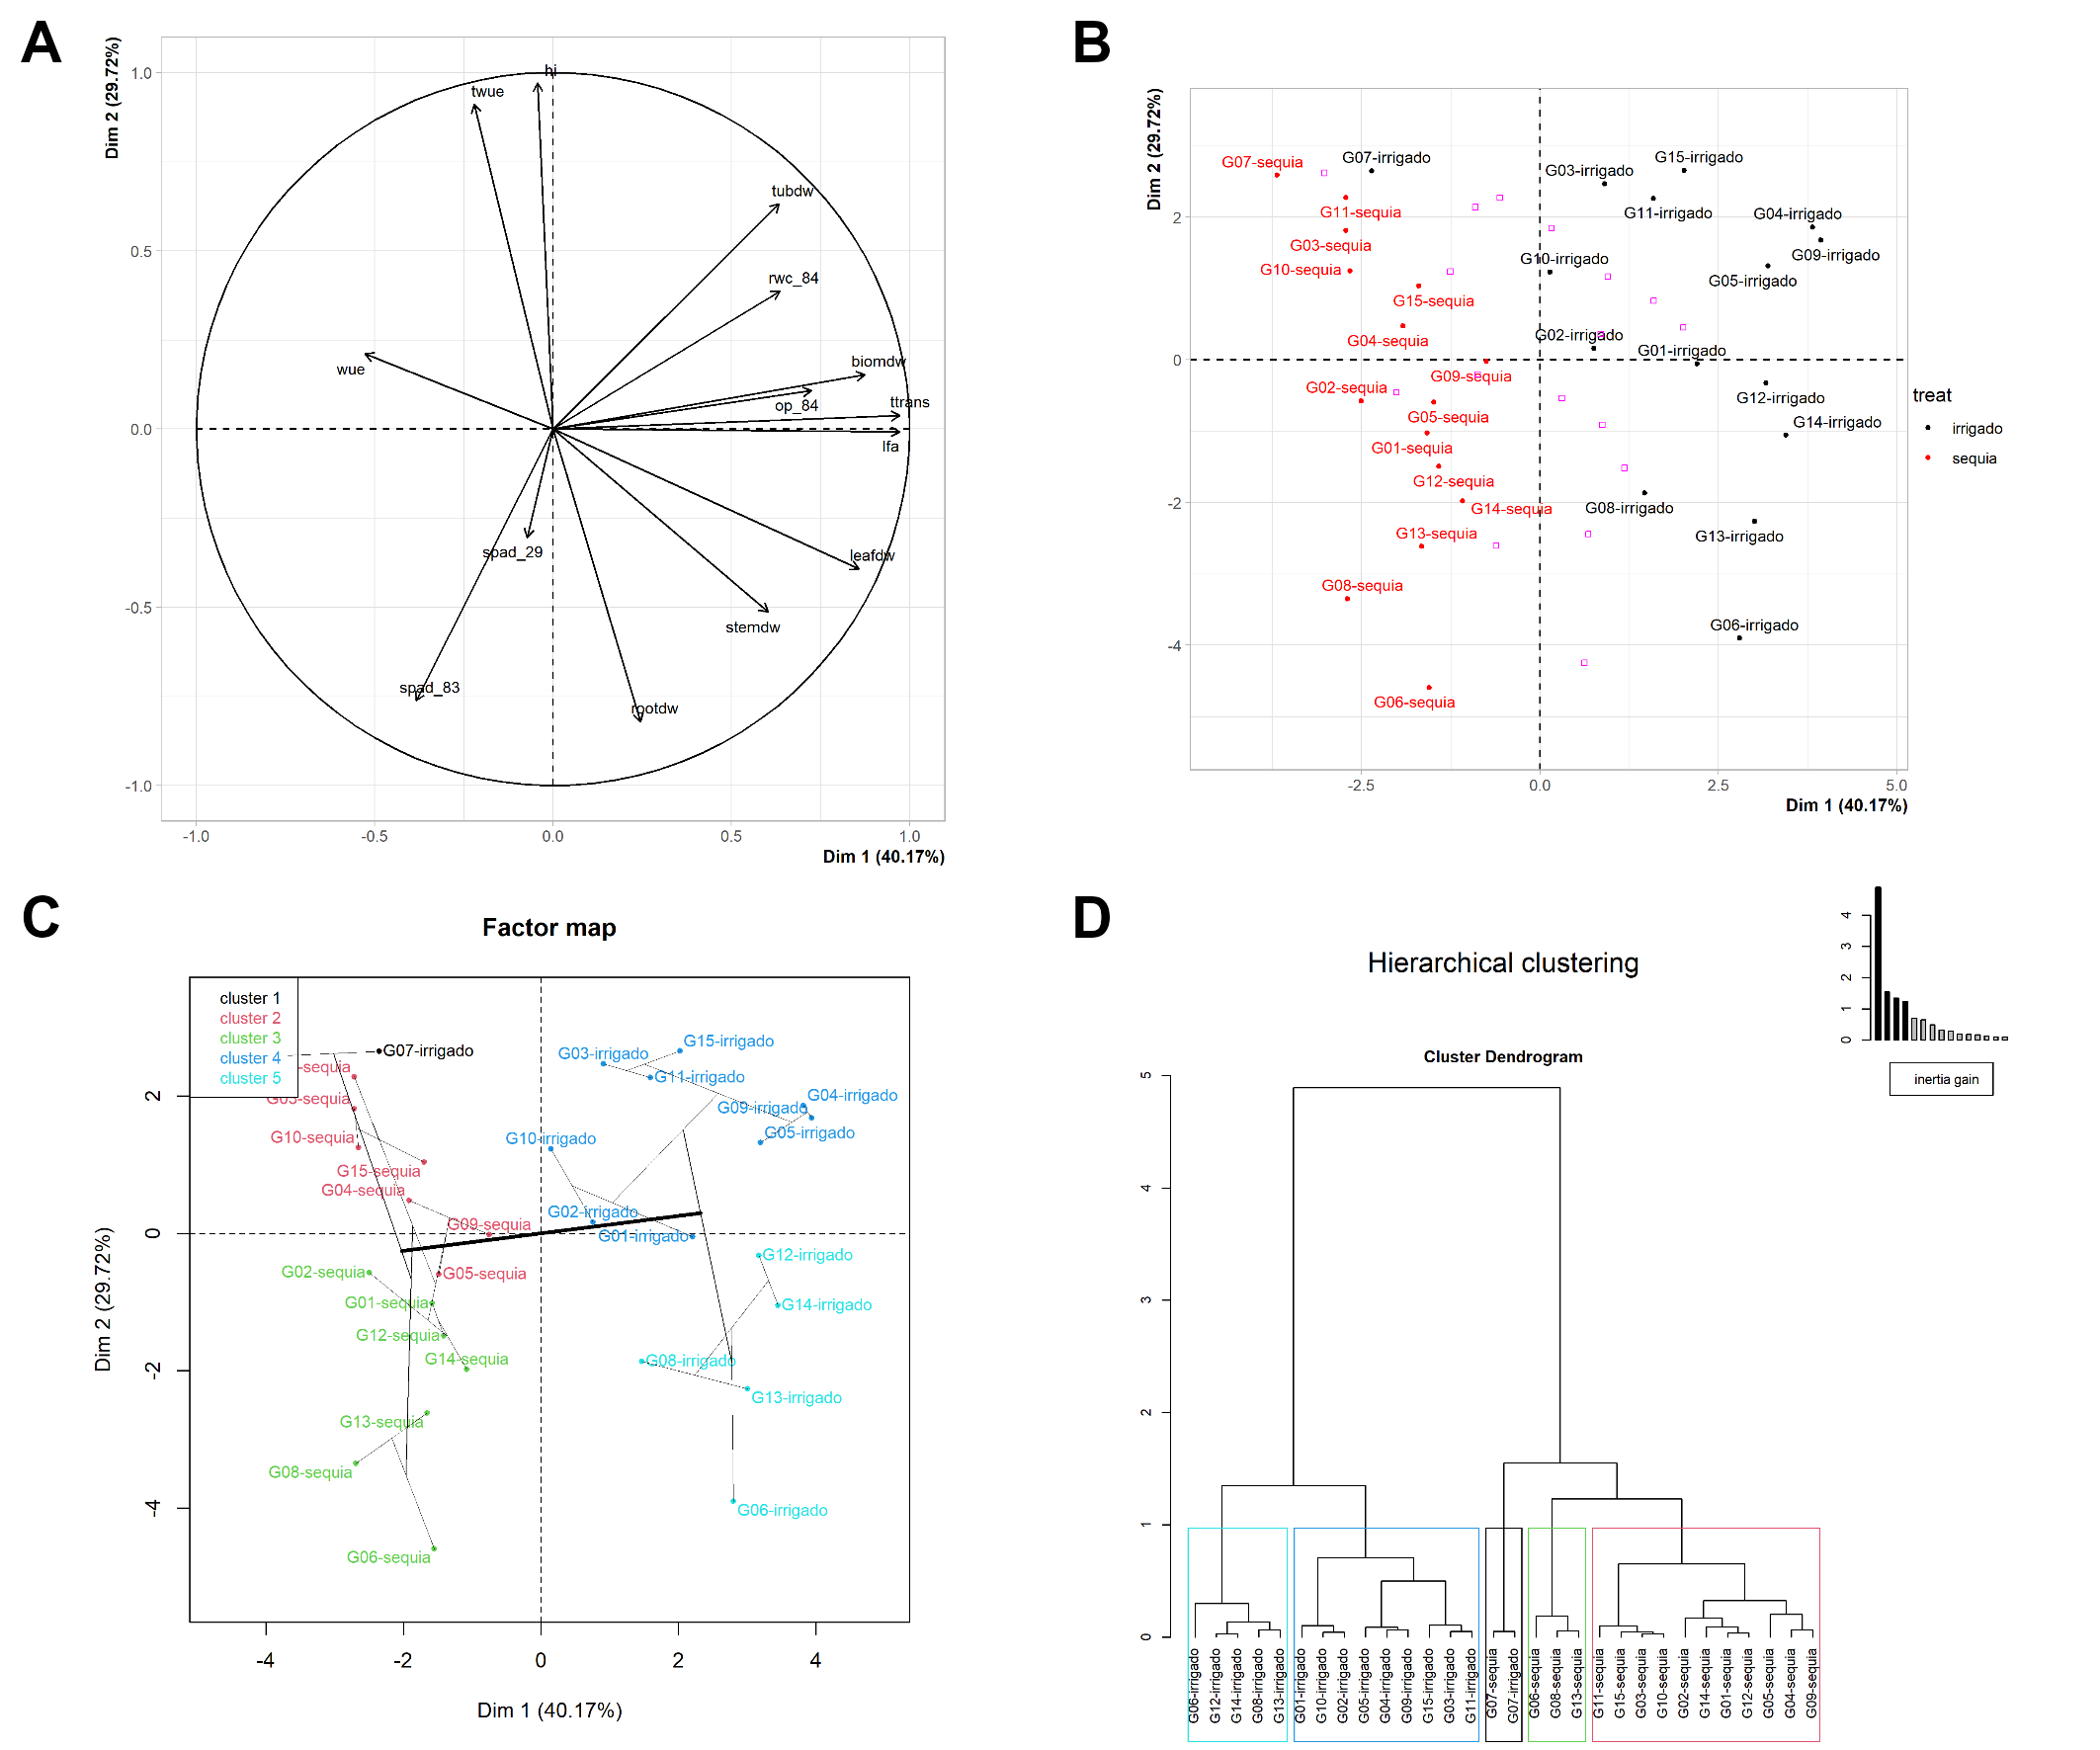 A
Dim 2 (29.72%)
1.0
0.5
0.0
-0.5
-1.0
hi
twue
tubdw
rwc_84
biomdw
wue
op_84
ttrans
lfa
spad_29
leafdw
stemdw
spad_83
rootdw
-1.0 -0.5 0.0 0.5 1.0
Dim 1 (40.17%)
B
Dim 2 (29.72%)
2
0
-2
-4
G07-sequia
G07-irrigado
G15-irrigado
G03-irrigado
G11-sequia
G11-irrigado
G04-irrigado
G03-sequia
G09-irrigado
G10-sequia
G10-irrigado
G05-irrigado
G15-sequia
G04-sequia
G02-irrigado
G01-irrigado
G09-sequia
G02-sequia
G12-irrigado
G05-sequia
G14-irrigado
G01-sequia
G12-sequia
G14-sequia
G08-irrigado
G13-sequia
G13-irrigado
G08-sequia
G06-irrigado
G06-sequia
-2.5 0.0 2.5 5.0
Dim 1 (40.17%)
treat
irrigado
sequia
C
Factor map
cluster 1
cluster 2
cluster 3
cluster 4
cluster 5
Dim 2 (29.72%)
2
0
-2
-4
G07-irrigado
G15-irrigado
G03-irrigado
-sequia
G11-irrigado
G03-sequia
G04-irrigado
G09-irrigado
G10-sequia
G10-irrigado
G05-irrigado
G15-sequia
G04-sequia
G02-irrigado
G09-sequia
G01-irrigado
G12-irrigado
G02-sequia
G05-sequia
G01-sequia
G14-irrigado
G12-sequia
G14-sequia
G08-irrigado
G13-irrigado
G13-sequia
G08-sequia
G06-irrigado
G06-sequia
-4 -2 0 2 4
Dim 1 (40.17%)
D
Hierarchical clustering
0 1 2 3 4
inertia gain
Cluster Dendrogram
0 1 2 3 4 5
G06-irrigado
G12-irrigado
G14-irrigado
G08-irrigado
G13-irrigado
G01-irrigado
G10-irrigado
G02-irrigado
G05-irrigado
G04-irrigado
G09-irrigado
G15-irrigado
G03-irrigado
G11-irrigado
G07-sequia
G07-irrigado
G06-sequia
G08-sequia
G13-sequia
G11-sequia
G15-sequia
G03-sequia
G10-sequia
G02-sequia
G14-sequia
G01-sequia
G12-sequia
G05-sequia
G04-sequia
G09-sequia